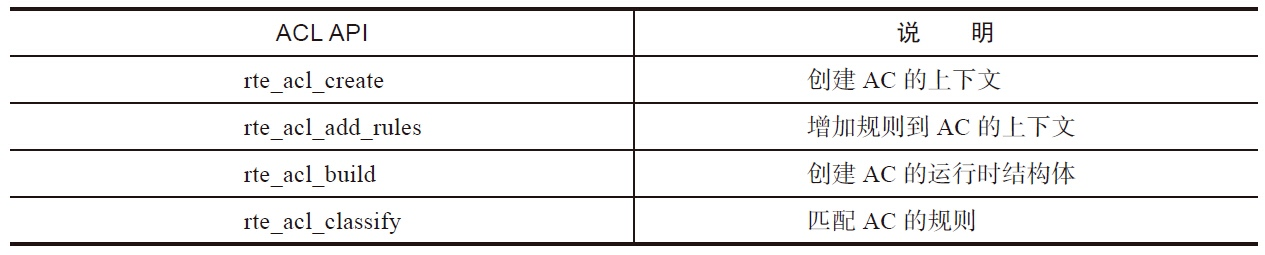 ACL API 说 明
rte_acl_create 创建 AC 的上下文
rte_acl_add_rules 增加规则到 AC 的上下文
rte_acl_build 创建 AC 的运行时结构体
rte_acl_classify 匹配 AC 的规则